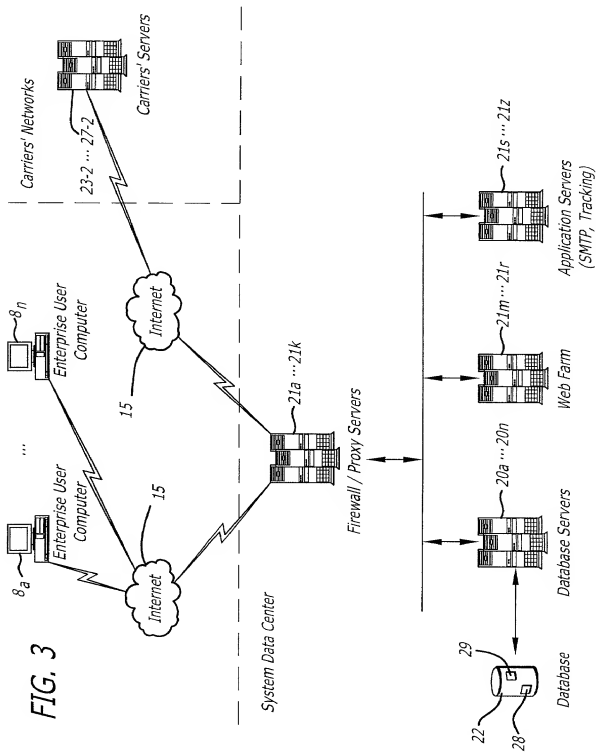 FIG. 3
8a
Enterprise User
Computer
...
8n
Enterprise User
Computer
Carriers' Networks
23-2 ... 27-2
Carriers' Servers
Internet
15
15
Internet
System Data Center
21a ...21k
Firewall / Proxy Servers
22
28
29
Database
20a ... 20n
Database Servers
21m ... 21r
Web Farm
21s ... 21z
Application Servers
(SMTP, Tracking)